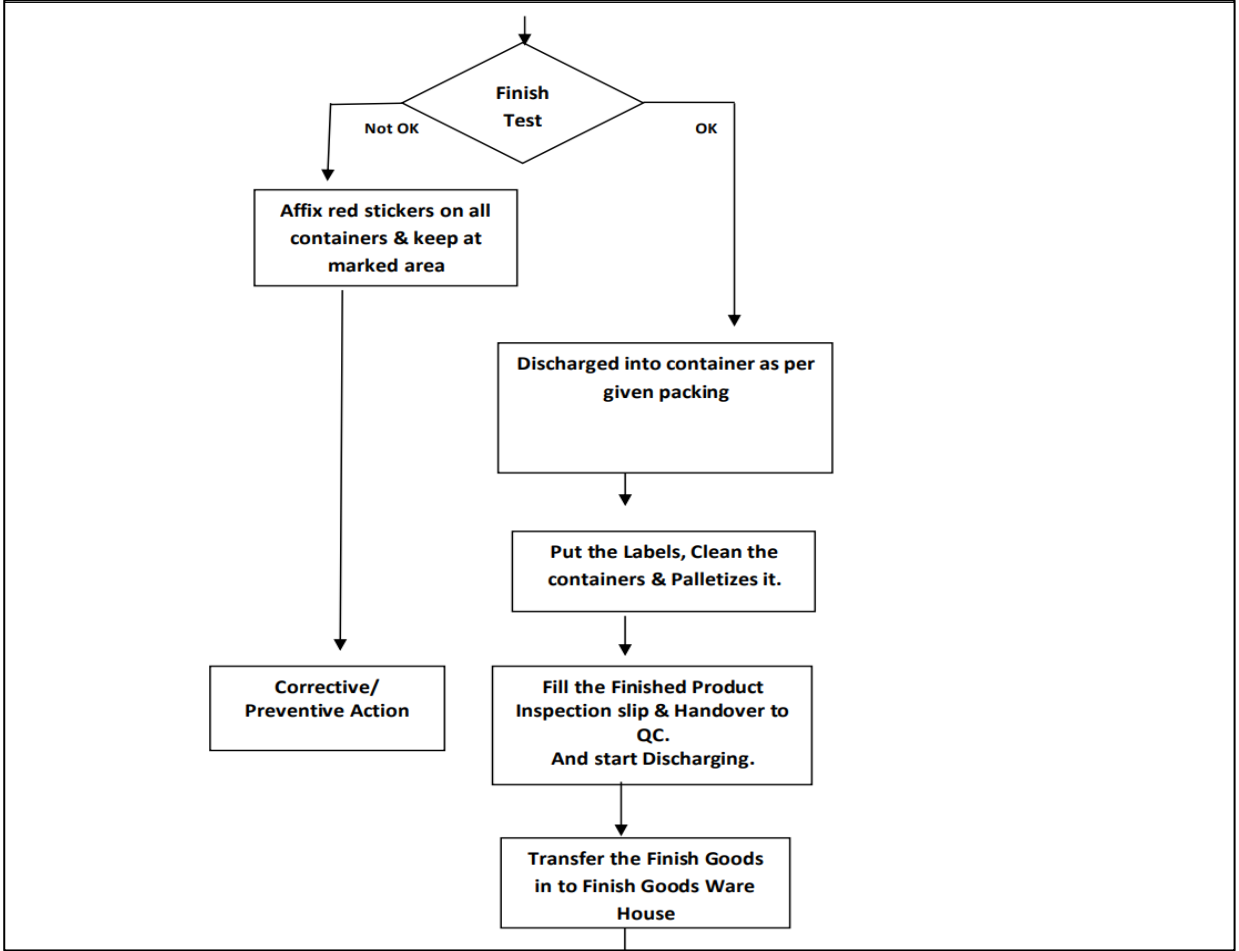 Finish
Test
Not OK
OK
Affix red stickers on all
containers & keep at
marked area
Discharged into container as per
given packing
Put the Labels, Clean the
containers & Palletizes it.
Corrective/
Preventive Action
Fill the Finished Product
Inspection slip & Handover to
QC.
And start Discharging.
Transfer the Finish Goods
in to Finish Goods Ware
House